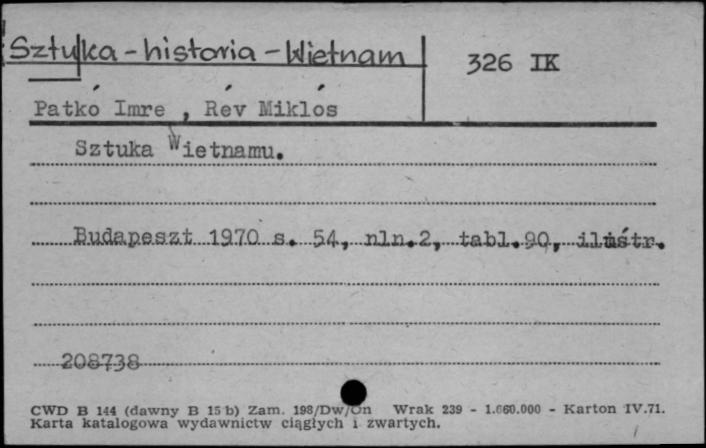 Sztuka - historia - Wietnam
326 IK
Patkó Imre, Rév Miklós
Sztuka Wietnamu.
Budapeszt 1970 s. 54, nln.2, tabl.90, ilustr.
208738
CWD B 144 (dawny B 15 b) Zam. 198/Dw/On Wrak 239 - 1.660.000 - Karton IV.71.
Karta katalogowa wydawnictw ciągłych i zwartych.